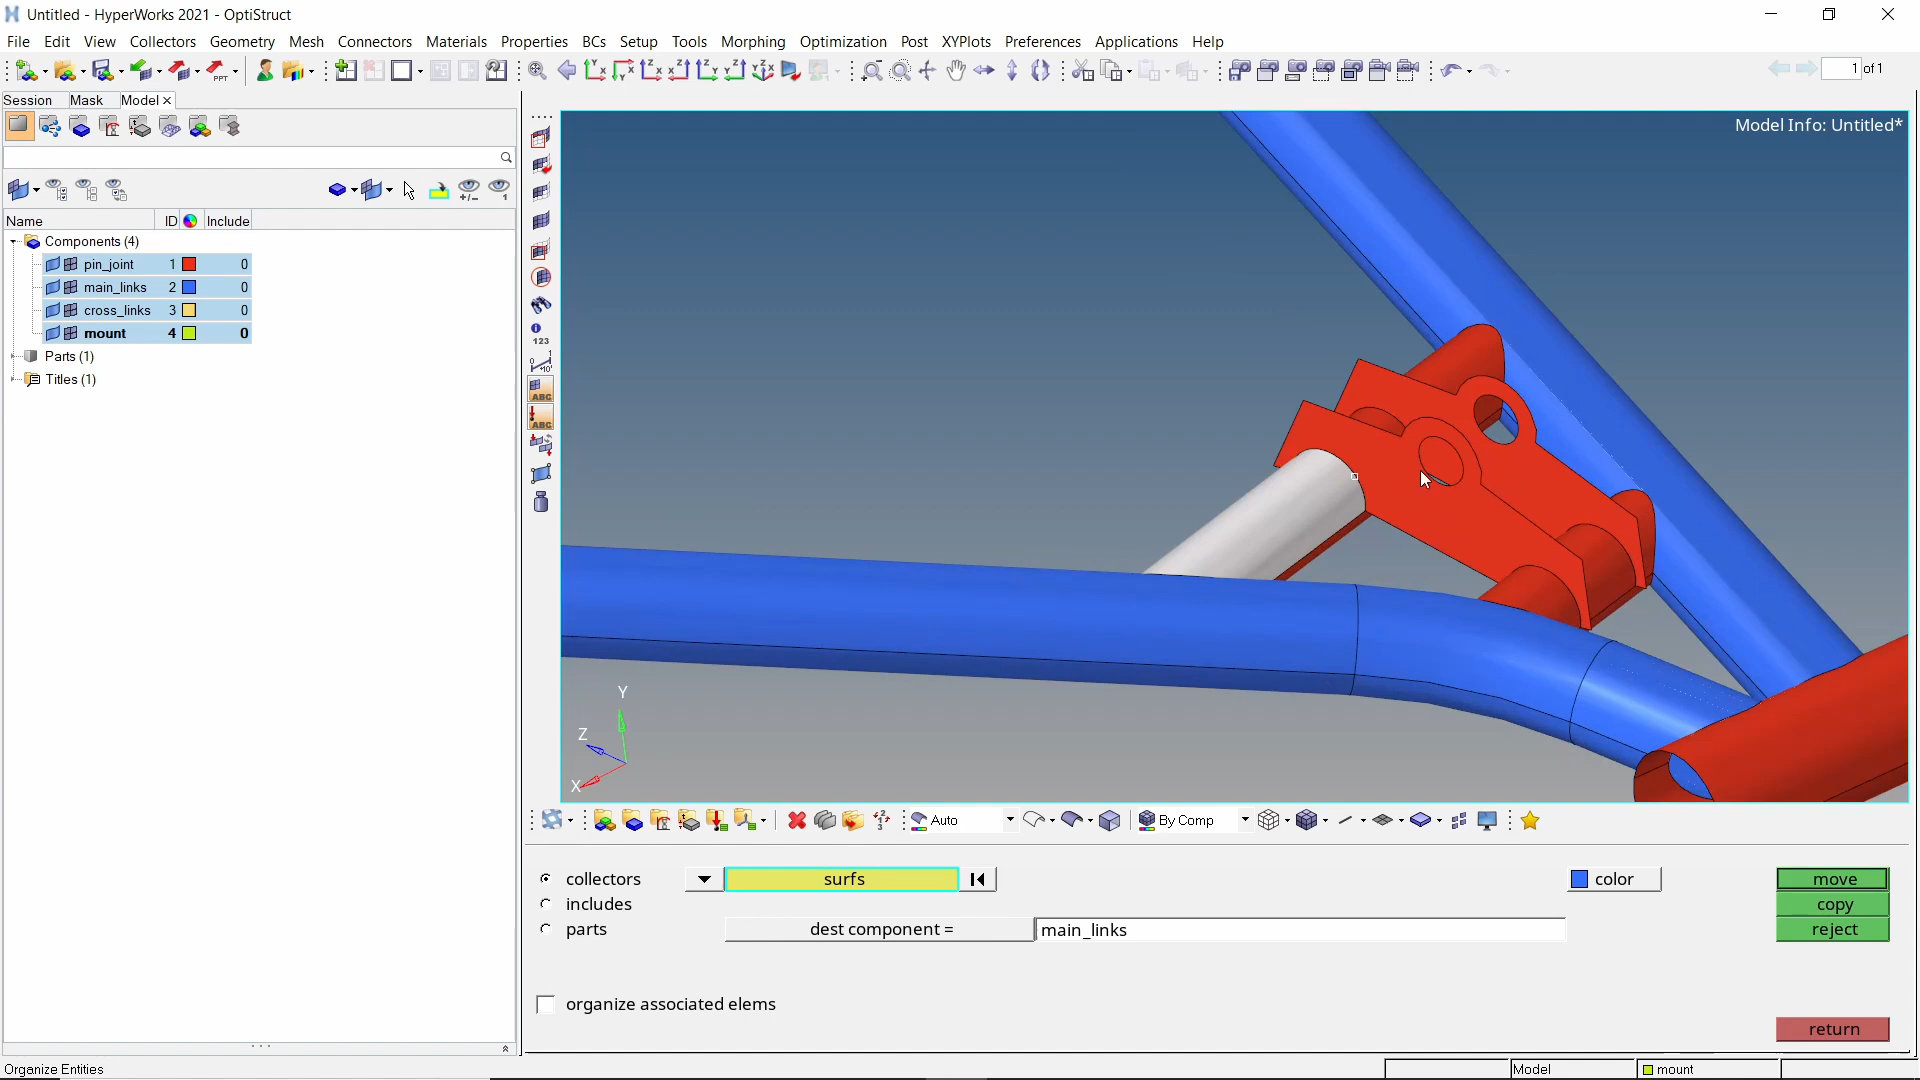 Untitled - HyperWorks 2021 - OptiStruct
File Edit View Collectors Geometry Mesh Connectors Materials Properties BCs Setup Tools Morphing Optimization Post XYPlots Preferences Applications Help
1 of 1
Session Mask Model
Model Info: Untitled*
Name ID Include
Components (4)
pin_joint 1 0
main_links 2 0
cross_links 3 0
mount 4 0
Parts (1)
Titles (1)
123
ABC
ABC
Y
Z
X
Auto
By Comp
collectors
includes
parts
surfs
dest component =
main_links
color
move
copy
reject
organize associated elems
return
Organize Entities
Model
mount